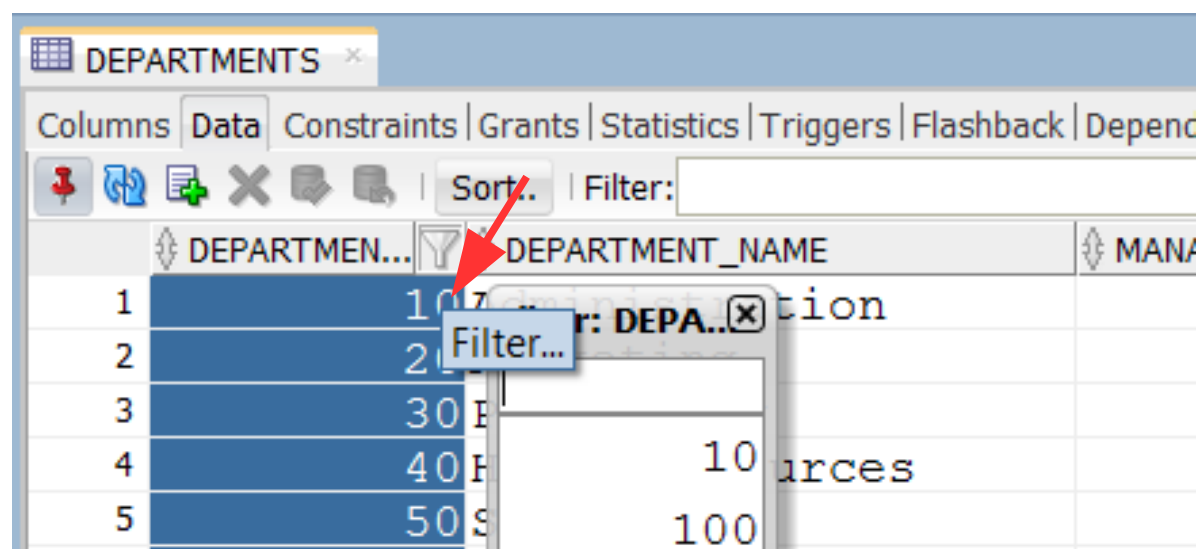 DEPARTMENTS
Columns Data Constraints Grants Statistics Triggers Flashback
Sort.. Filter:
DEPARTMEN... DEPARTMENT_NAME
1 10
r: DEPA...
Filter...
2
3 30
10
4 40
5 50
100